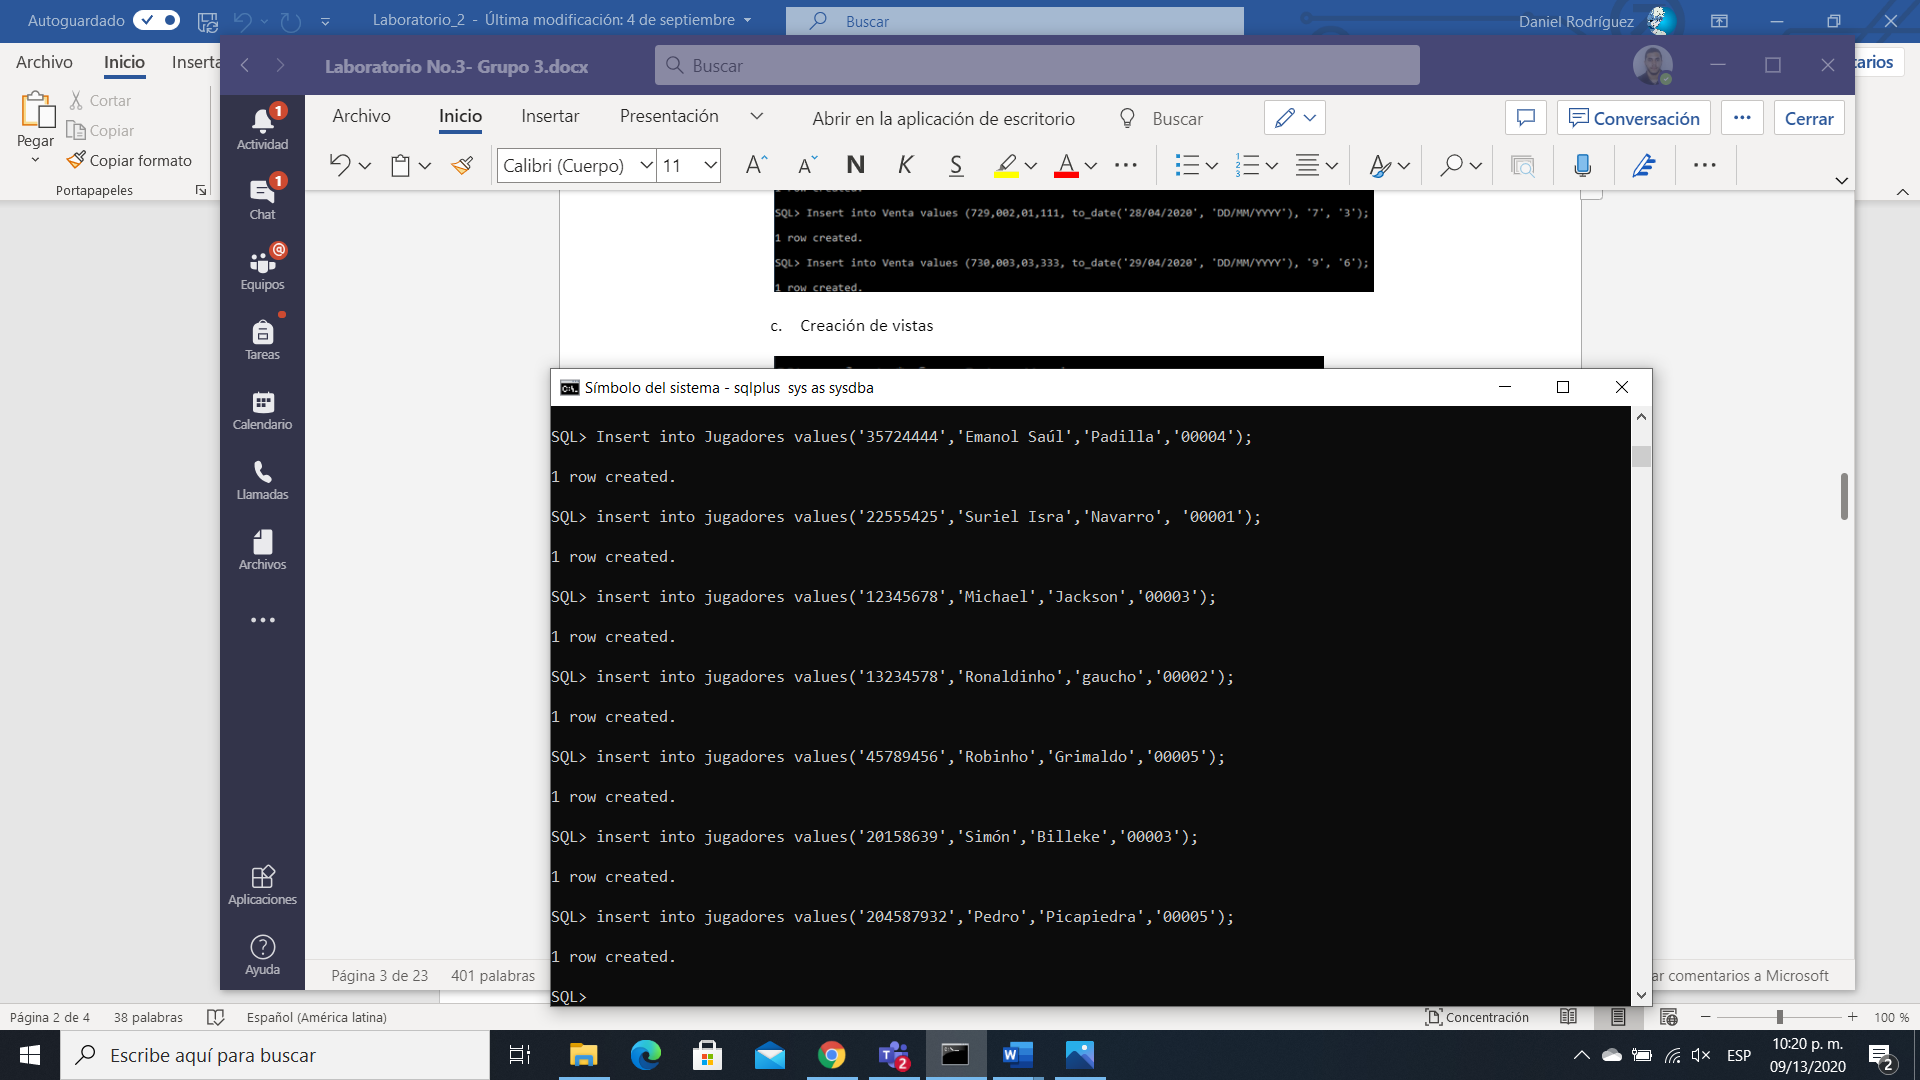 Autoguardado
Laboratorio_2 - Última modificación: 4 de septiembre
Buscar
Daniel Rodríguez
Archivo
Inicio
Inserta
arios
Cortar
Copiar
Pegar
Copiar formato
Portapapeles
Laboratorio No.3- Grupo 3.docx
Buscar
Archivo
Inicio
Insertar
Presentación
Abrir en la aplicación de escritorio
Buscar
Conversación
Cerrar
Calibri (Cuerpo)
11
N
K
S
1
Actividad
1
Chat
Equipos
Tareas
Calendario
Llamadas
Archivos
Aplicaciones
Ayuda
1 row created.
SQL> Insert into Venta values (729,002,01,111, to_date('28/04/2020', 'DD/MM/YYYY'), '7', '3');
1 row created.
SQL> Insert into Venta values (730,003,03,333, to_date('29/04/2020', 'DD/MM/YYYY'), '9', '6');
1 row created.
c. Creación de vistas
Símbolo del sistema - sqlplus sys as sysdba
SQL> Insert into Jugadores values('35724444','Emanol Saúl','Padilla','00004');
1 row created.
SQL> insert into jugadores values('22555425','Suriel Isra','Navarro', '00001');
1 row created.
SQL> insert into jugadores values('12345678','Michael','Jackson','00003');
1 row created.
SQL> insert into jugadores values('13234578','Ronaldinho','gaucho','00002');
1 row created.
SQL> insert into jugadores values('45789456','Robinho','Grimaldo','00005');
1 row created.
SQL> insert into jugadores values('20158639','Simón','Billeke','00003');
1 row created.
SQL> insert into jugadores values('204587932','Pedro','Picapiedra','00005');
1 row created.
SQL>
Página 3 de 23
401 palabras
ar comentarios a Microsoft
Página 2 de 4
38 palabras
Español (América latina)
Concentración
100 %
Escribe aquí para buscar
2
ESP
10:20 p. m.
09/13/2020
2